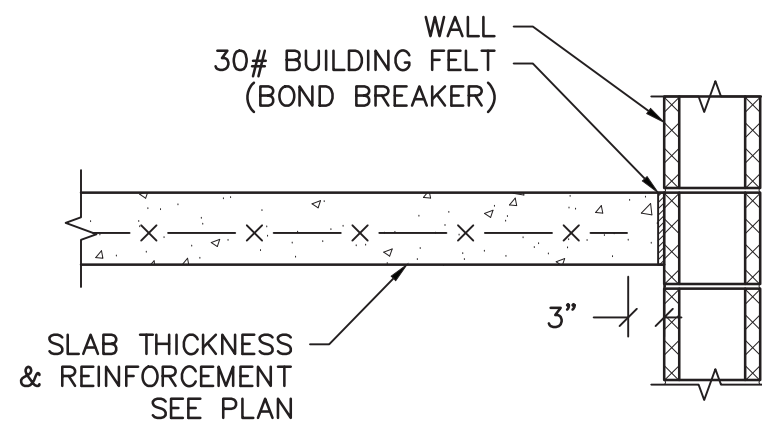 WALL
30# BUILDING FELT
(BOND BREAKER)
3"
SLAB THICKNESS
& REINFORCEMENT
SEE PLAN